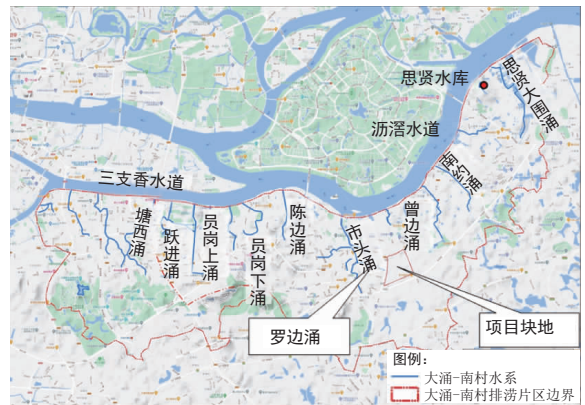 思贤水库
思贤大围涌
沥滘水道
南约涌
三支香水道
塘西涌
跃进涌
员岗上涌
员岗下涌
陈边涌
市头涌
曾边涌
罗边涌
项目块地
图例：
大涌-南村水系
大涌-南村排涝片区边界